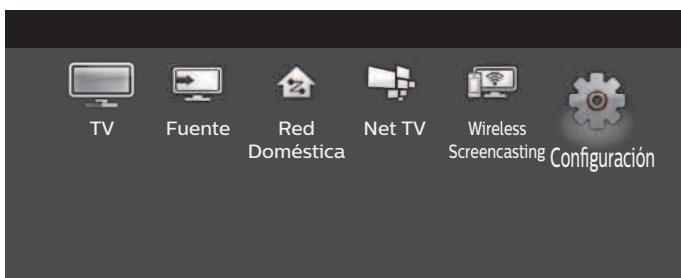 TV
Fuente
Red
Doméstica
Net TV
Wireless
Screencasting
Configuración